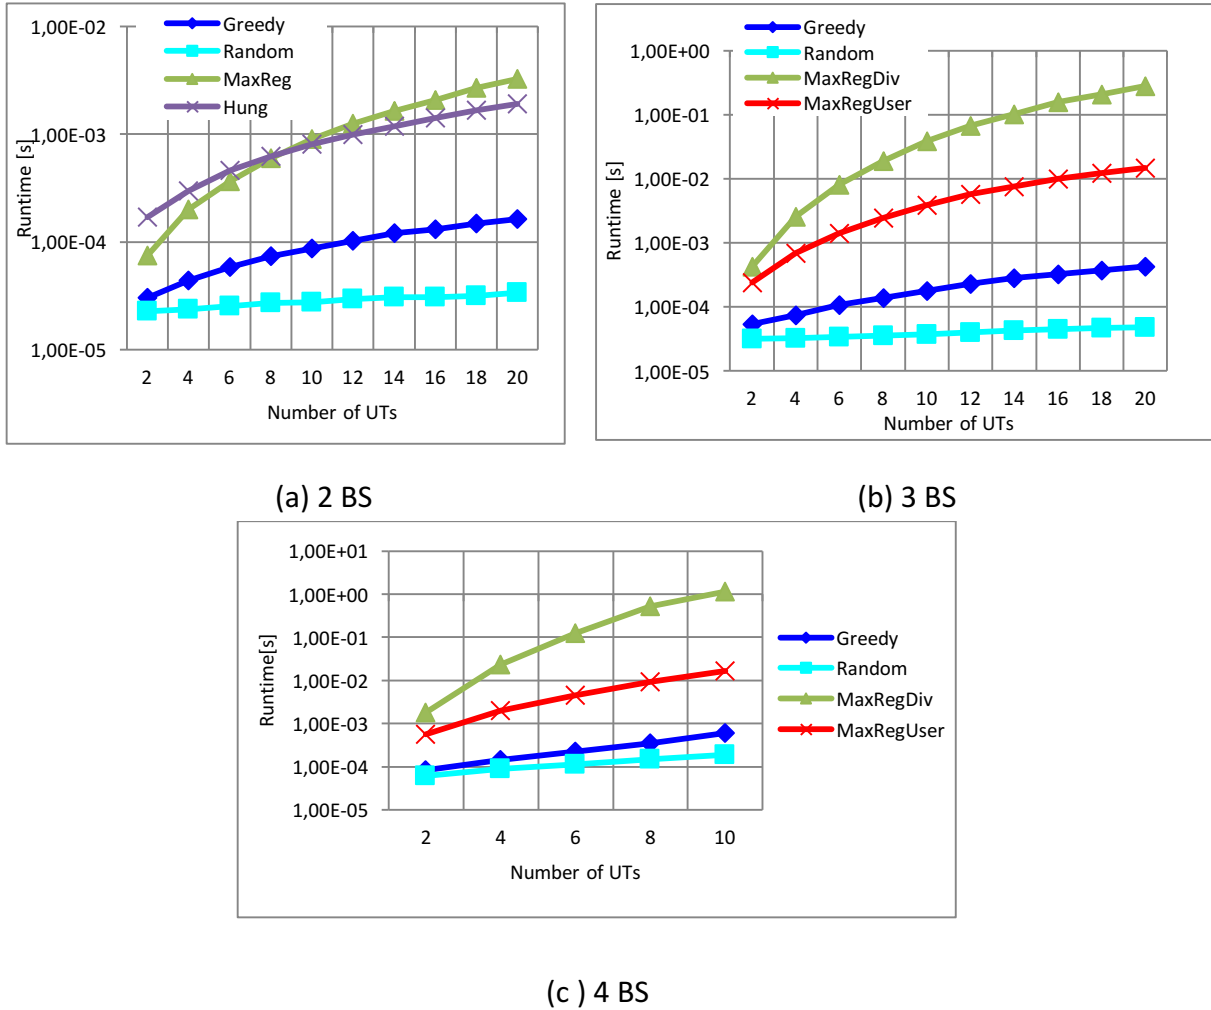 1,00E-02
1,00E-03
1,00E-04
1,00E-05
Runtime [s]
Greedy
Random
MaxReg
Hung
2 4 6 8 10 12 14 16 18 20
Number of UTs
(a) 2 BS
1,00E+00
1,00E-01
1,00E-02
1,00E-03
1,00E-04
1,00E-05
Runtime [s]
Greedy
Random
MaxRegDiv
MaxRegUser
2 4 6 8 10 12 14 16 18 20
Number of UTs
(b) 3 BS
1,00E+01
1,00E+00
1,00E-01
1,00E-02
1,00E-03
1,00E-04
1,00E-05
Runtime[s]
2 4 6 8 10
Number of UTs
Greedy
Random
MaxRegDiv
MaxRegUser
(c ) 4 BS